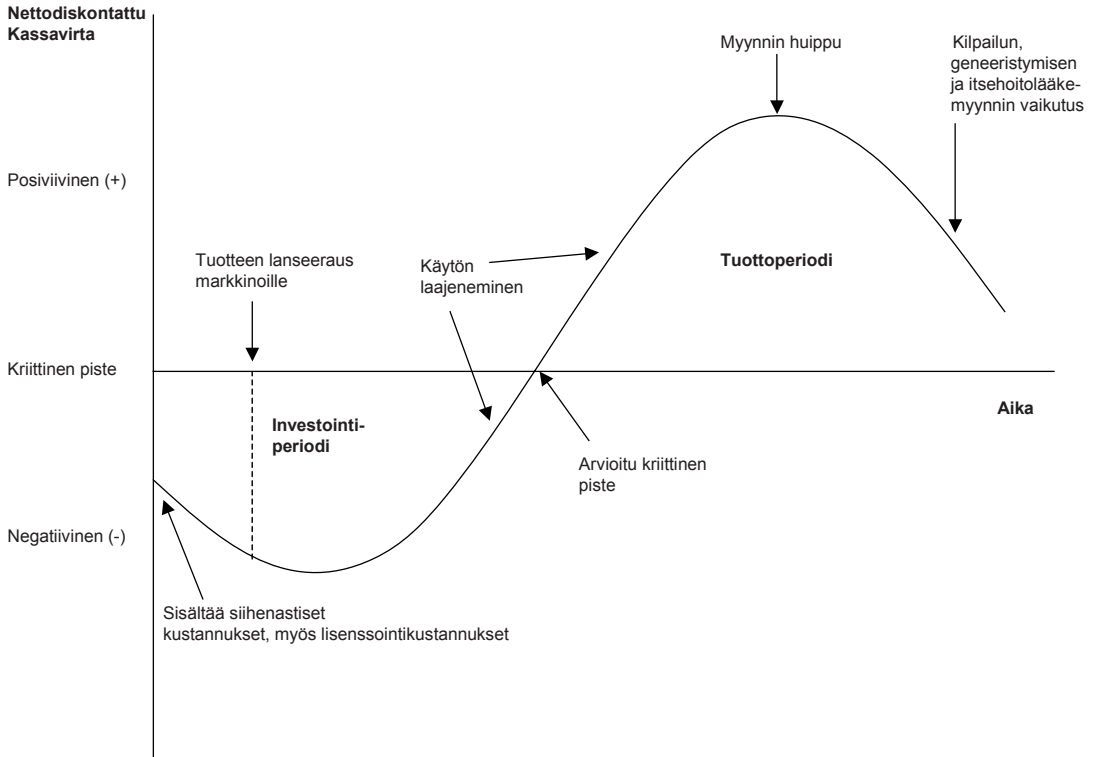 Nettodiskontattu
Kassavirta
Myynnin huippu
Kilpailun,
geneeristymisen
ja itsehoitolääke-
myynnin vaikutus
Posiviivinen (+)
Tuotteen lanseeraus
markkinoille
Käytön
laajeneminen
Tuottoperiodi
Kriittinen piste
Aika
Investointi-
periodi
Arvioitu kriittinen
piste
Negatiivinen (-)
Sisältää siihenastiset
kustannukset, myös lisenssointikustannukset